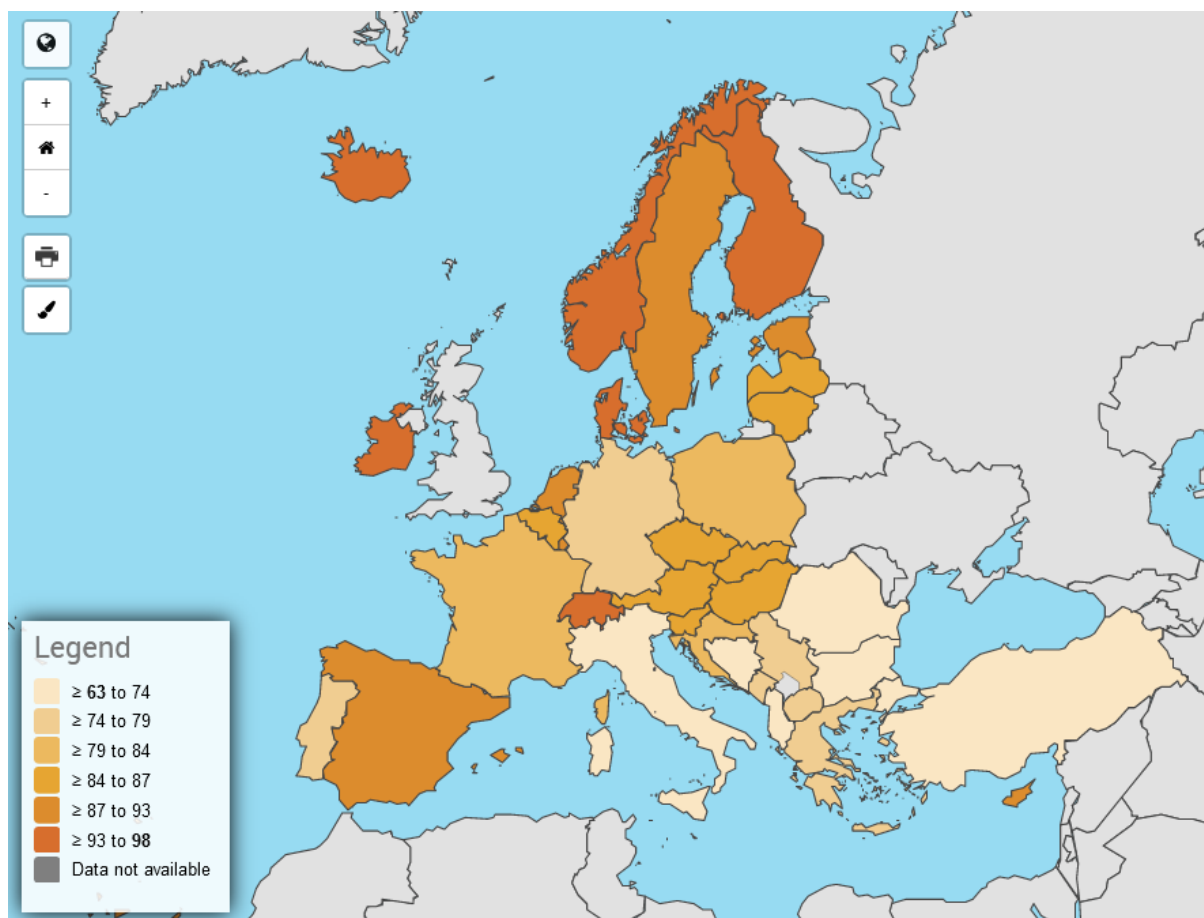 +
-
Legend
≥ 63 to 74
≥ 74 to 79
≥ 79 to 84
≥ 84 to 87
≥ 87 to 93
≥ 93 to 98
Data not available